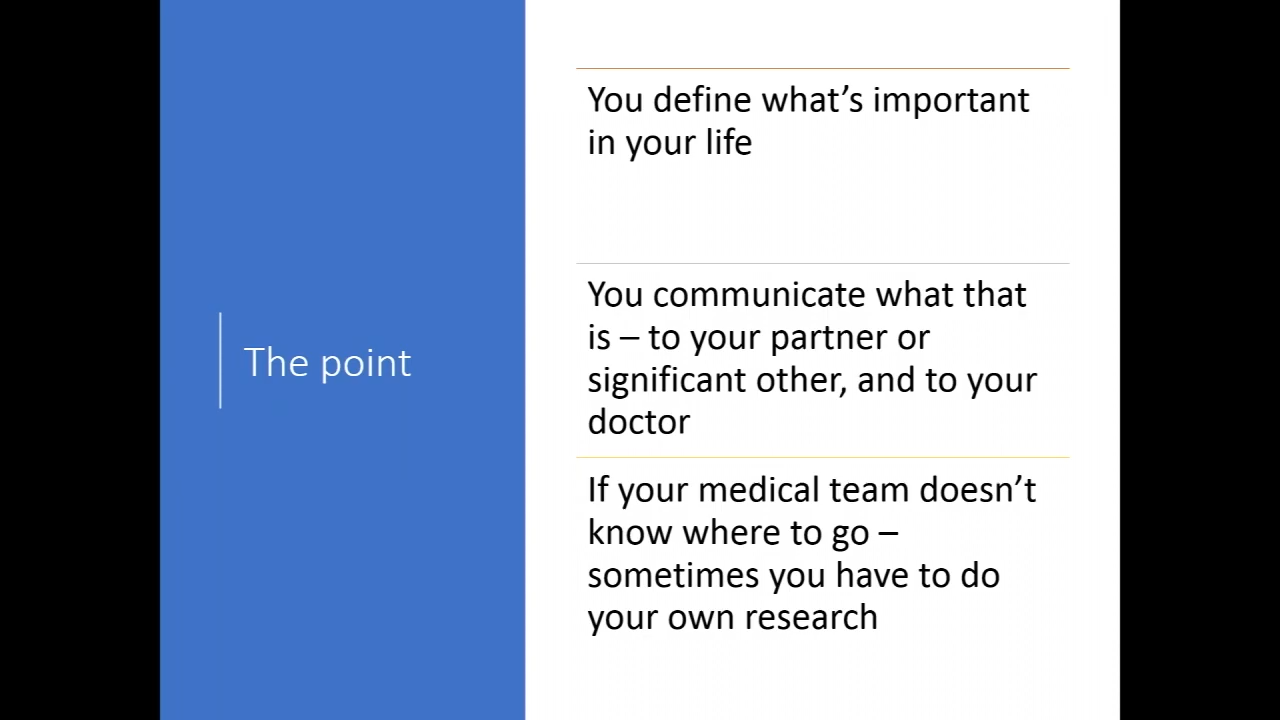 The point
You define what’s important
in your life
You communicate what that
is – to your partner or
significant other, and to your
doctor
If your medical team doesn’t
know where to go –
sometimes you have to do
your own research